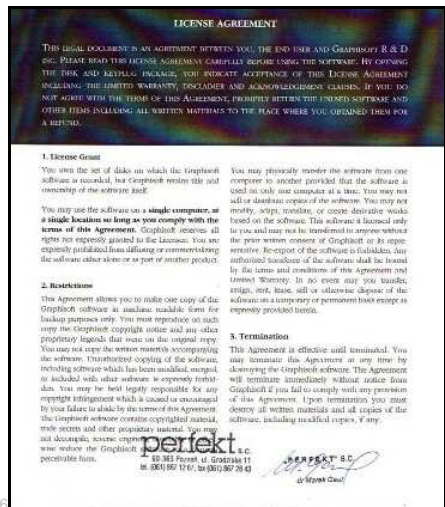 LICENSE AGREEMENT
THIS LEGAL DOCUMENT IS AN AGREEMENT BETWEEN YOU, THE END USER AND GRAPHISOFT R & D
INC. PLEASE READ THIS LICENSE AGREEMENT CAREFULLY BEFORE USING THE SOFTWARE. BY OPENING
THE DISK AND KEYPLUG PACKAGE, YOU INDICATE ACCEPTANCE OF THIS LICENSE AGREEMENT
INCLUDING THE LIMITED WARRANTY, DISCLAIMER AND ACKNOWLEDGEMENT CLAUSES. IF YOU DO
NOT AGREE WITH THE TERMS OF THIS AGREEMENT, PROMPTLY RETURN THE UNUSED SOFTWARE AND
OTHER ITEMS INCLUDING ALL WRITTEN MATERIALS TO THE PLACE WHERE YOU OBTAINED THEM FOR
A REFUND.
1. License Grant
You own the set of disks on which the Graphisoft
software is recorded, but Graphisoft retains title and
ownership of the software itself.
You may use the software on a single computer, at
a single location so long as you comply with the
terms of this Agreement. Graphisoft reserves all
rights not expressly granted to the Licensee. You are
expressly prohibited from diffusing or commercializing
the software either alone or as part of another product.
2. Restrictions
This Agreement allows you to make one copy of the
Graphisoft software in machine readable form for
backup purposes only. You must reproduce on such
copy the Graphisoft copyright notice and any other
proprietary legends that were on the original copy.
You may not copy the written materials accompanying
the software. Unauthorized copying of the software,
including software which has been modified, merged,
or included with other software is expressly forbid-
den. You may be held legally responsible for any
copyright infringement which is caused or encouraged
by your failure to abide by the terms of this Agreement.
The Graphisoft software contains copyrighted material,
trade secrets and other proprietary material. You may
not decompile, reverse
wise reduce the Graphisoft
perceivable form.
You may physically transfer the software from one
computer to another provided that the software is
used on only one computer at a time. You may not
sell or distribute copies of the software. You may not
modify, adapt, translate, or create derivative works
based on the software. This software is licensed only
to you and may not be transferred to anyone without
the prior written consent of Graphisoft or its repre-
sentative. Re-export of the software is forbidden. Any
authorized transferee of the software shall be bound
by the terms and conditions of this Agreement and
Limited Warranty. In no event may you transfer,
assign, rent, lease, sell or otherwise dispose of the
software on a temporary or permanent basis except as
expressly provided herein.
3. Termination
This Agreement is effective until terminated. You
may terminate this Agreement at any time by
destroying the Graphisoft software. The Agreement
will terminate immediately without notice from
Graphisoft if you fail to comply with any provision
of this Agreement. Upon termination you must
destroy all written materials and all copies of the
software, including modified copies, if any.
perfekt s.c.
60-363 Poznań, ul. Grodziska 11
tel. (061) 867 12 67, fax (061) 867 28 43
"PERFEKT" S.C.
dr Marek Gaul